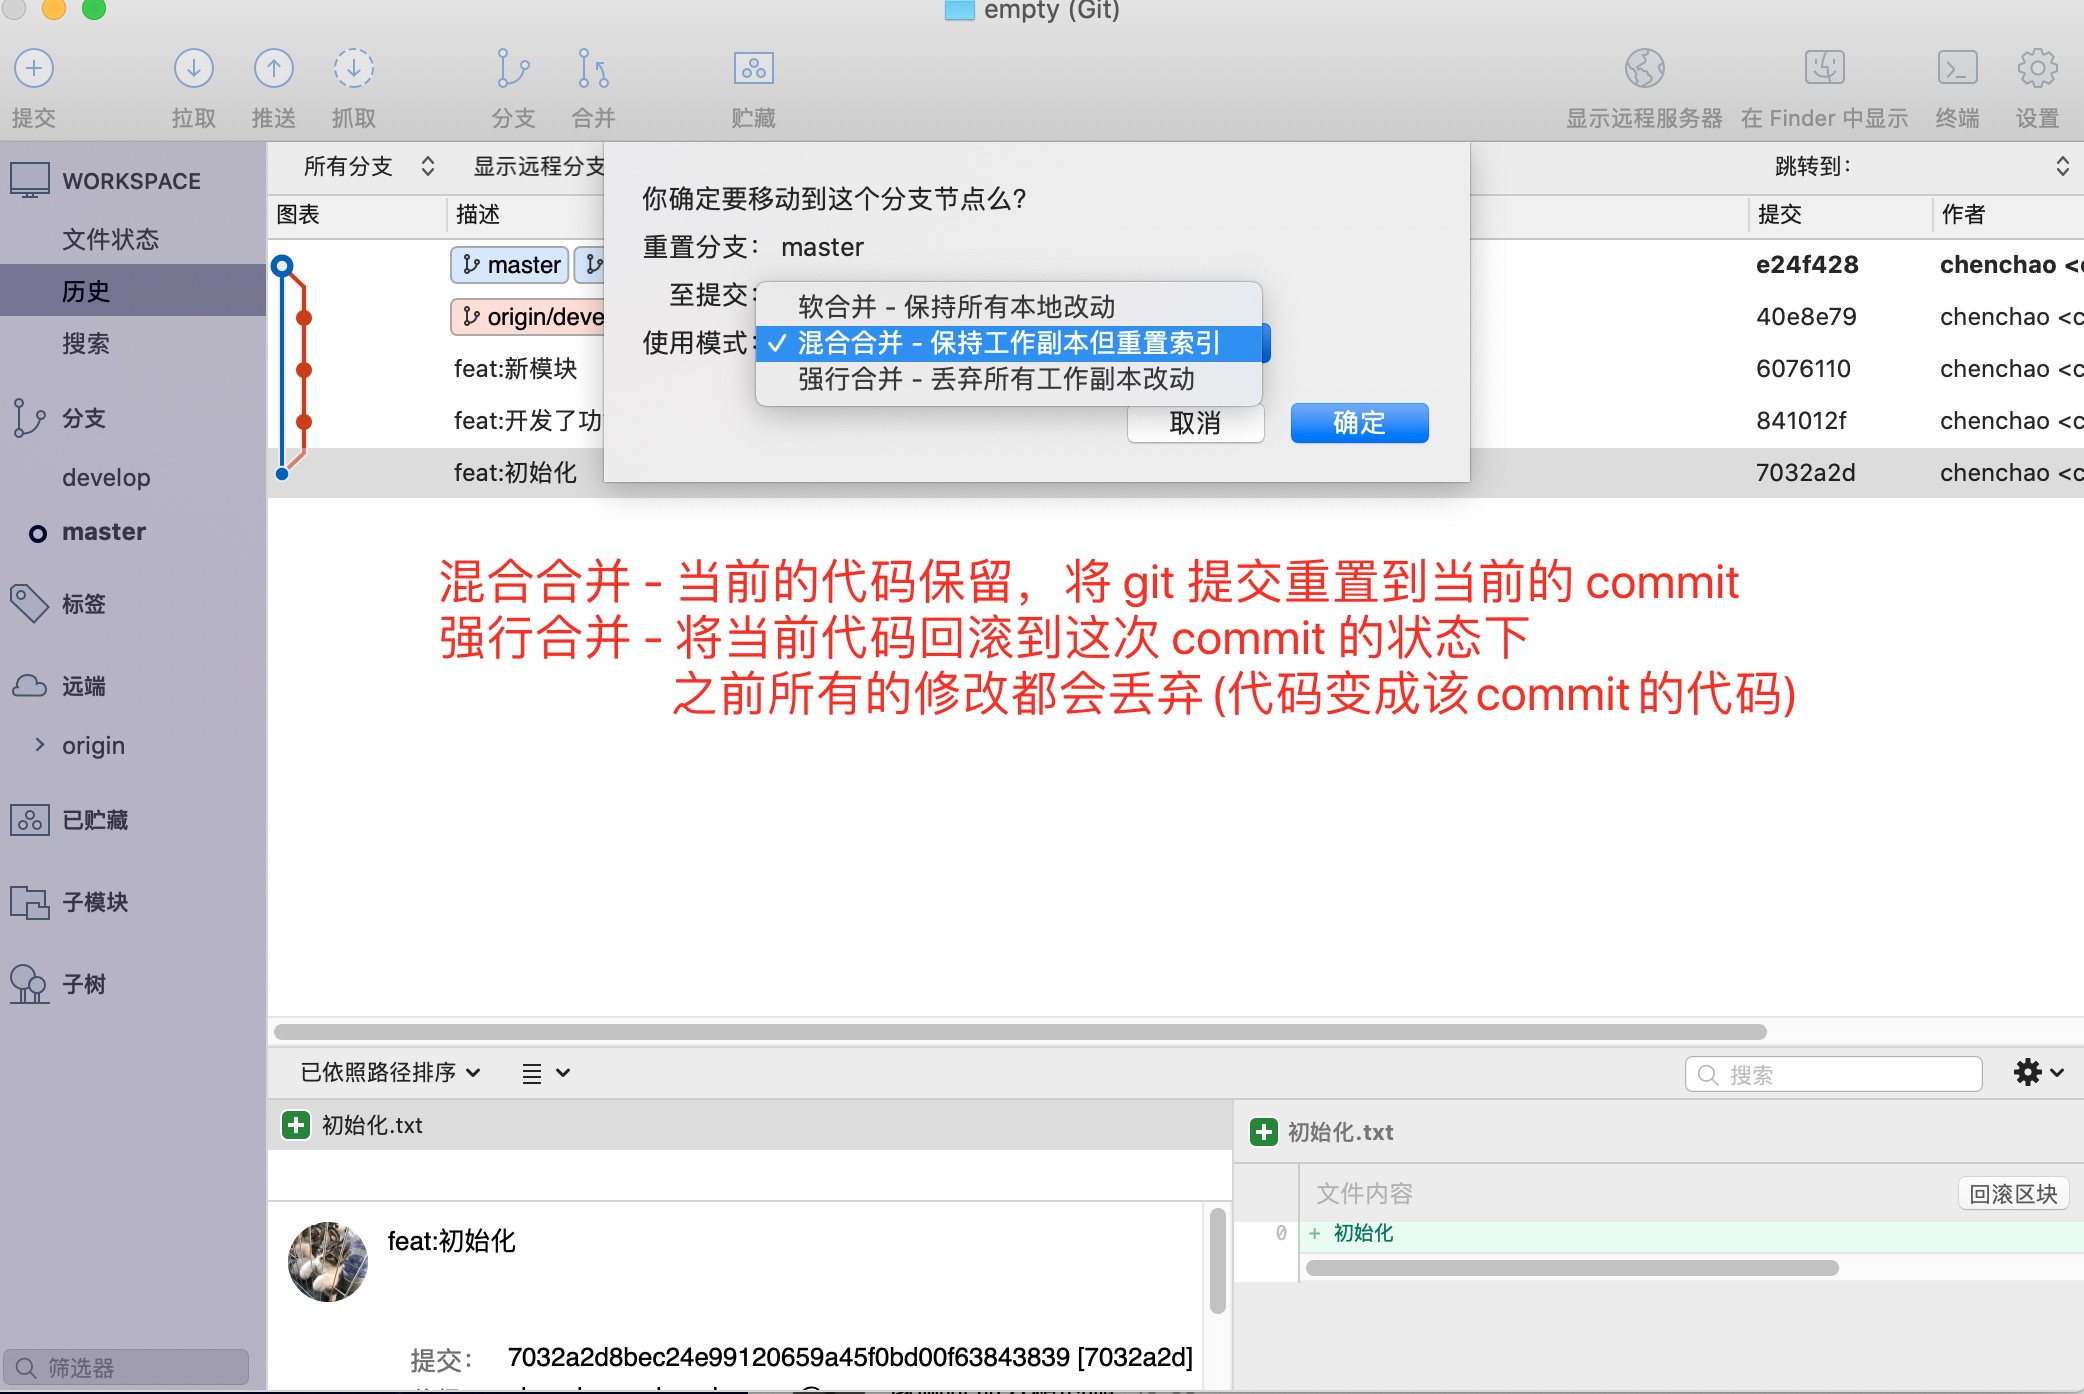 empty (Git)
提交
拉取
推送
抓取
分支
合并
贮藏
显示远程服务器
在 Finder 中显示
终端
设置
WORKSPACE
文件状态
历史
搜索
分支
develop
master
标签
远端
origin
已贮藏
子模块
子树
筛选器
所有分支
显示远程分支
跳转到:
图表
描述
提交
作者
master
e24f428
chenchao <c
origin/deve
40e8e79
chenchao <c
feat:新模块
6076110
chenchao <c
feat:开发了功
841012f
chenchao <c
feat:初始化
7032a2d
chenchao <c
你确定要移动到这个分支节点么?
重置分支: master
至提交:
使用模式:
软合并 - 保持所有本地改动
✓ 混合合并 - 保持工作副本但重置索引
强行合并 - 丢弃所有工作副本改动
取消
确定
混合合并 - 当前的代码保留，将 git 提交重置到当前的 commit
强行合并 - 将当前代码回滚到这次 commit 的状态下
之前所有的修改都会丢弃(代码变成该commit的代码)
已依照路径排序
搜索
初始化.txt
初始化.txt
文件内容
回滚区块
0 + 初始化
feat:初始化
提交: 7032a2d8bec24e99120659a45f0bd00f63843839 [7032a2d]